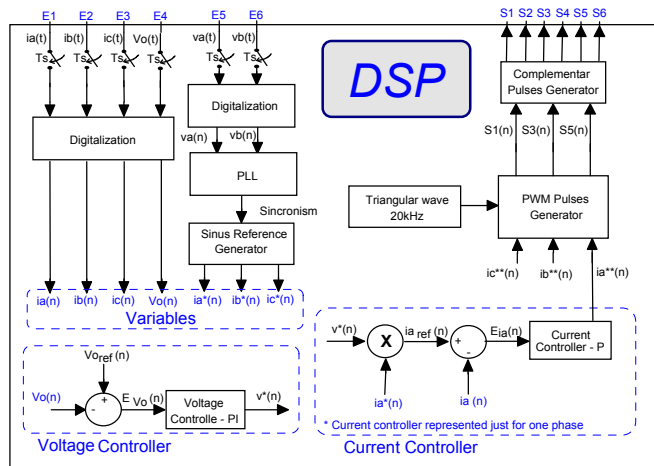 E1 E2 E3 E4 E5 E6 S1 S2 S3 S4 S5 S6
ia(t) ib(t) ic(t) Vo(t) va(t) vb(t)
Ts Ts Ts Ts Ts Ts
DSP
Complementar
Pulses Generator
Digitalization
Digitalization
S1(n) S3(n) S5(n)
va(n) vb(n)
PLL
Sincronism
Triangular wave
20kHz
PWM Pulses
Generator
Sinus Reference
Generator
ic**(n) ib**(n) ia**(n)
ia(n) ib(n) ic(n) Vo(n) ia*(n) ib*(n) ic*(n)
Variables
v*(n) X ia ref(n) + - Eia(n)
Current
Controller - P
ia*(n) ia (n)
* Current controller represented just for one phase
Current Controller
Voref(n)
Vo(n) - + E Vo (n)
Voltage
Controlle - PI
v*(n)
Voltage Controller